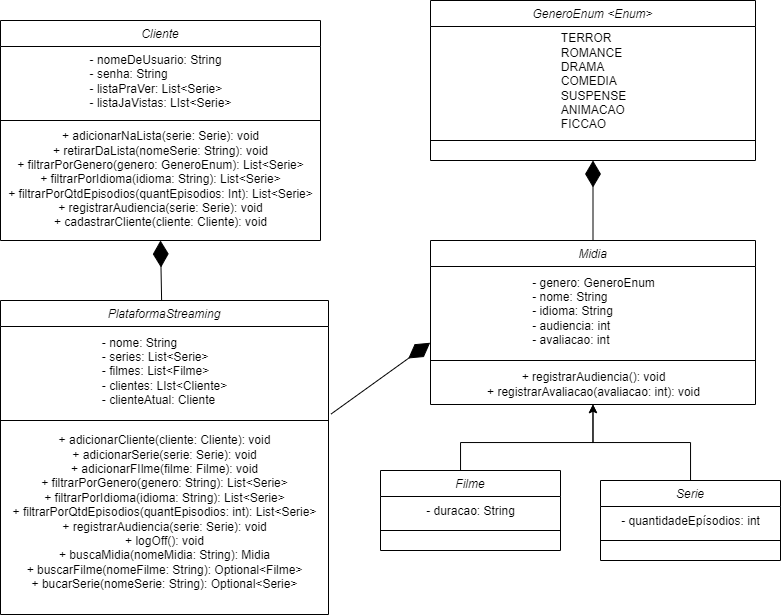 Cliente
- nomeDeUsuario: String
- senha: String
- listaPraVer: List<Serie>
- listaJaVistas: LIst<Serie>
+ adicionarNaLista(serie: Serie): void
+ retirarDaLista(nomeSerie: String): void
+ filtrarPorGenero(genero: GeneroEnum): List<Serie>
+ filtrarPorIdioma(idioma: String): List<Serie>
+ filtrarPorQtdEpisodios(quantEpisodios: Int): List<Serie>
+ registrarAudiencia(serie: Serie): void
+ cadastrarCliente(cliente: Cliente): void
GeneroEnum <Enum>
TERROR
ROMANCE
DRAMA
COMEDIA
SUSPENSE
ANIMACAO
FICCAO
Midia
- genero: GeneroEnum
- nome: String
- idioma: String
- audiencia: int
- avaliacao: int
+ registrarAudiencia(): void
+ registrarAvaliacao(avaliacao: int): void
PlataformaStreaming
- nome: String
- series: List<Serie>
- filmes: List<Filme>
- clientes: LIst<Cliente>
- clienteAtual: Cliente
+ adicionarCliente(cliente: Cliente): void
+ adicionarSerie(serie: Serie): void
+ adicionarFIlme(filme: Filme): void
+ filtrarPorGenero(genero: String): List<Serie>
+ filtrarPorIdioma(idioma: String): List<Serie>
+ filtrarPorQtdEpisodios(quantEpisodios: int): List<Serie>
+ registrarAudiencia(serie: Serie): void
+ logOff(): void
+ buscaMidia(nomeMidia: String): Midia
+ buscarFilme(nomeFilme: String): Optional<Filme>
+ bucarSerie(nomeSerie: String): Optional<Serie>
Filme
- duracao: String
Serie
- quantidadeEpísodios: int